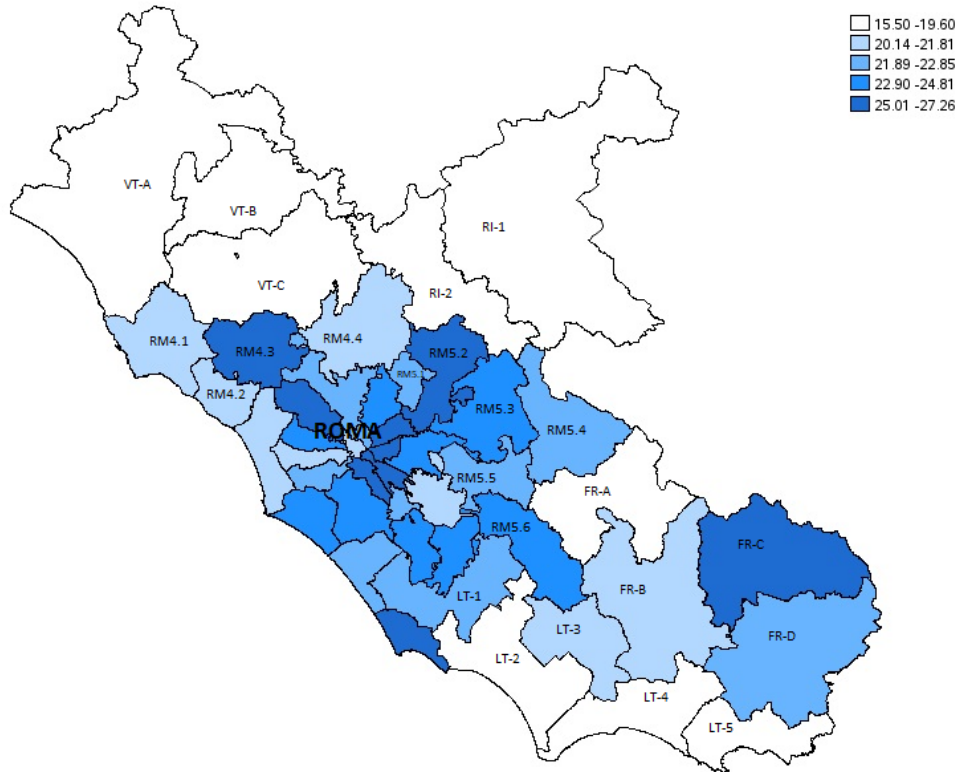 15.50 -19.60
20.14 -21.81
21.89 -22.85
22.90 -24.81
25.01 -27.26
VT-A
VT-B
RI-1
VT-C
RI-2
RM4.1
RM4.3
RM4.4
RM5.2
RM4.2
RM5.3
ROMA
RM5.4
RM5.5
FR-A
RM5.6
FR-C
FR-B
LT-1
LT-3
FR-D
LT-2
LT-4
LT-5